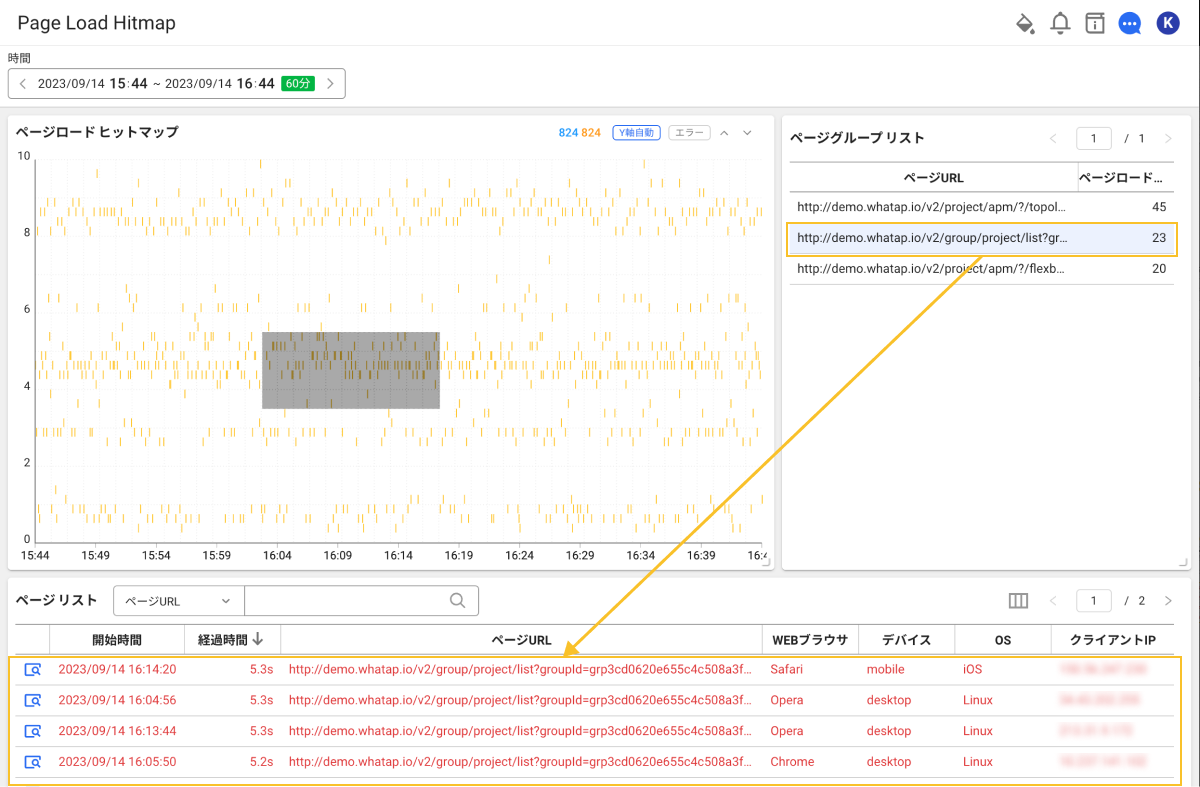 Page Load Hitmap
K
時間
2023/09/14 15:44 ~ 2023/09/14 16:44 60分
ページロード ヒットマップ
824 824 Y軸自動 エラー
10
8
6
4
2
0
15:44 15:49 15:54 15:59 16:04 16:09 16:14 16:19 16:24 16:29 16:34 16:39
ページグループ リスト
1 / 1
ページURL ページロード...
http://demo.whatap.io/v2/project/apm/?/topol... 45
http://demo.whatap.io/v2/group/project/list?gr... 23
http://demo.whatap.io/v2/project/apm/?/flexb... 20
ページ リスト ページURL 1 / 2
開始時間 経過時間 ページURL WEBブラウサ デバイス OS クライアントIP
2023/09/14 16:14:20 5.3s http://demo.whatap.io/v2/group/project/list?groupId=grp3cd0620e655c4c508a3f... Safari mobile iOS
2023/09/14 16:04:56 5.3s http://demo.whatap.io/v2/group/project/list?groupId=grp3cd0620e655c4c508a3f... Opera desktop Linux
2023/09/14 16:13:44 5.3s http://demo.whatap.io/v2/group/project/list?groupId=grp3cd0620e655c4c508a3f... Opera desktop Linux
2023/09/14 16:05:50 5.2s http://demo.whatap.io/v2/group/project/list?groupId=grp3cd0620e655c4c508a3f... Chrome desktop Linux